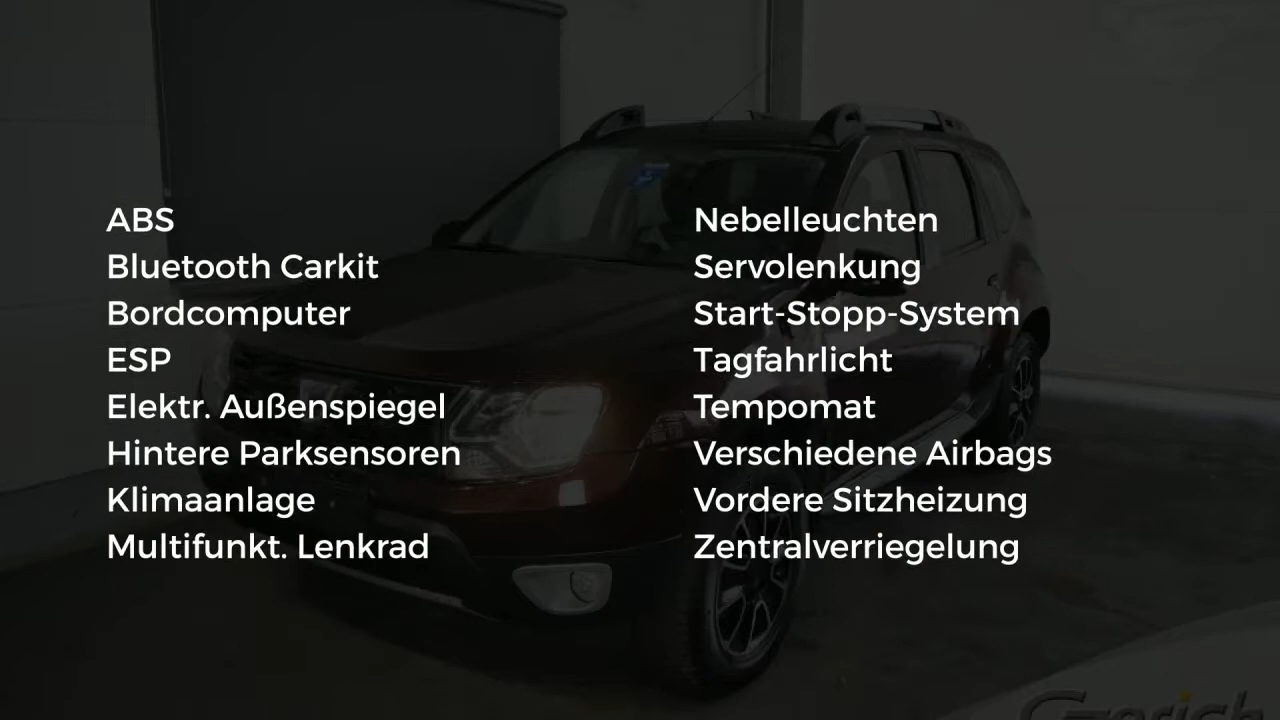 ABS
Bluetooth Carkit
Bordcomputer
ESP
Elektr. Außenspiegel
Hintere Parksensoren
Klimaanlage
Multifunkt. Lenkrad
Nebelleuchten
Servolenkung
Start-Stopp-System
Tagfahrlicht
Tempomat
Verschiedene Airbags
Vordere Sitzheizung
Zentralverriegelung